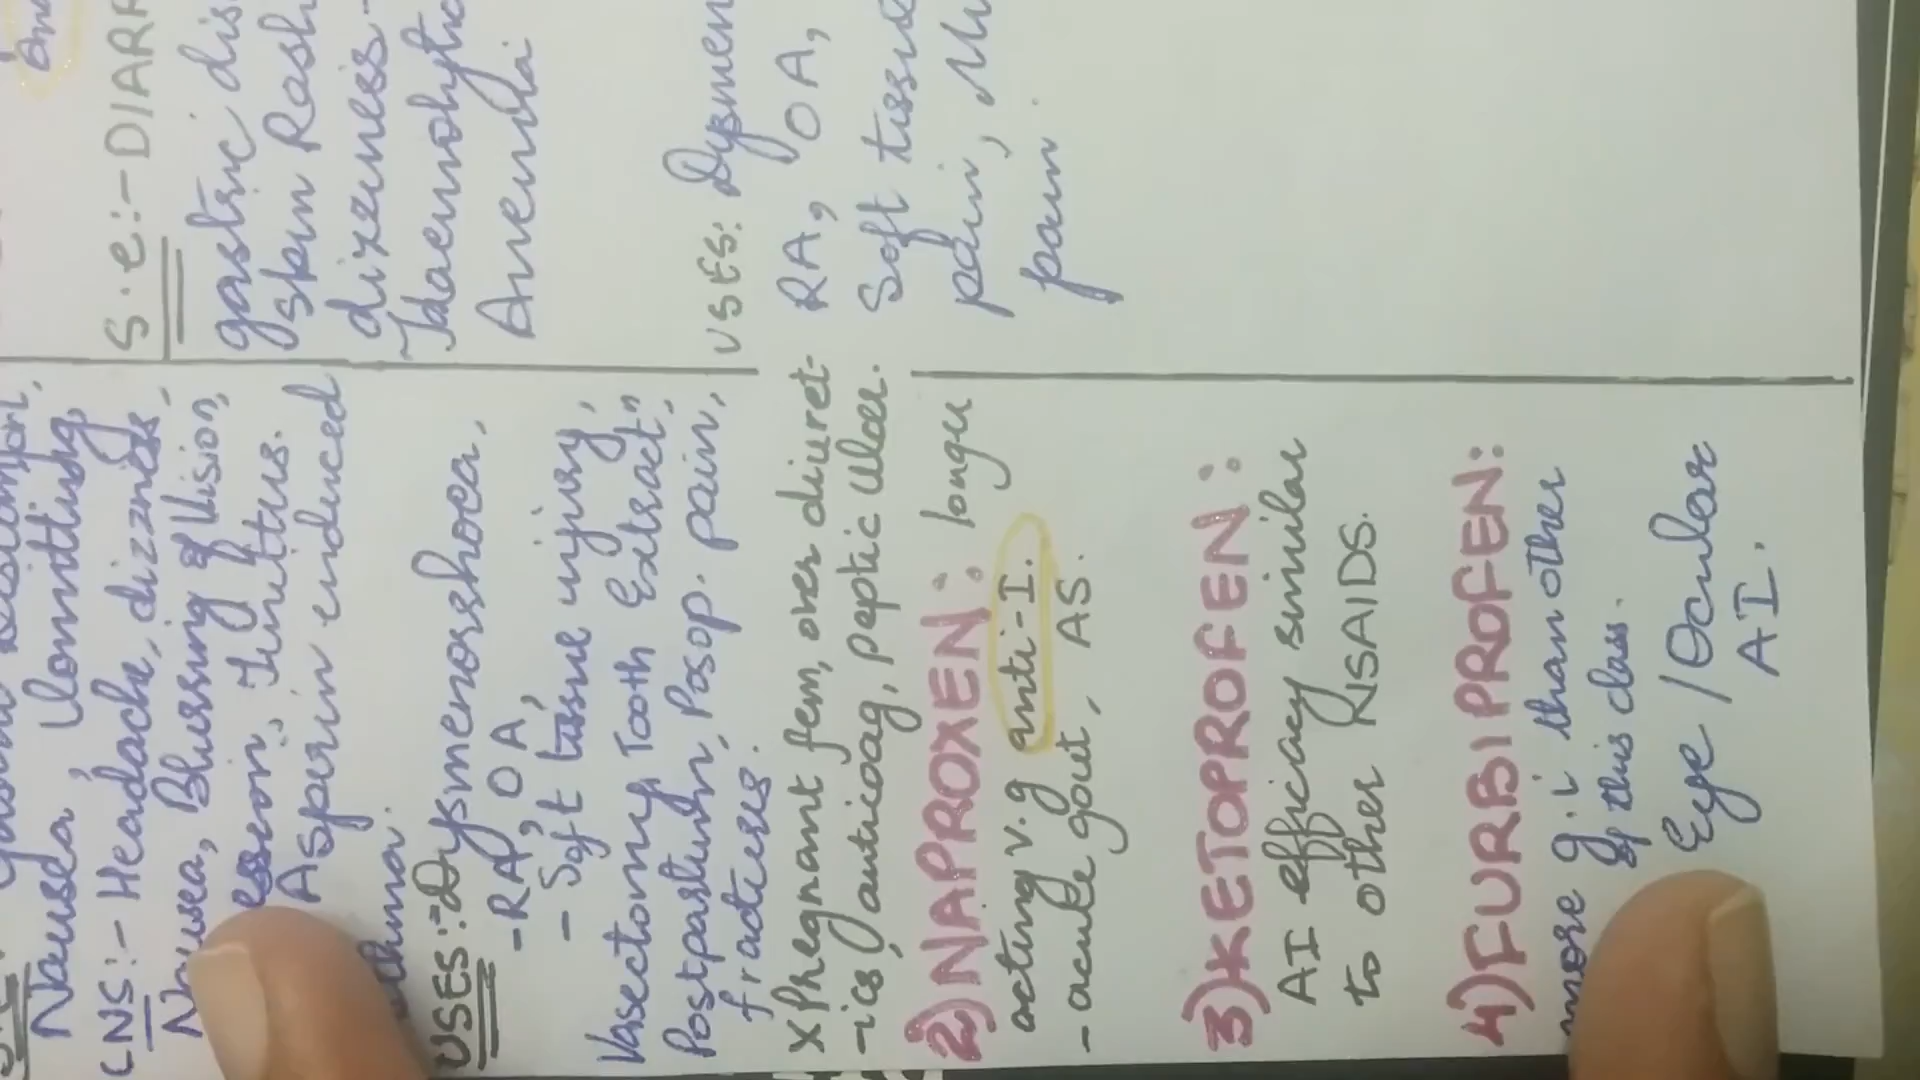 Nausea, Vomitting
CNS:- Headache, dizzness,
Nausea, Blurring of Vision,
Tinnitus.
Aspirin induced
USES:- Dysmenorrhoea,
- RA, OA,
- Soft tissue injury,
Vasectomy, Tooth Extractn,
Postpartum, Posop. pain,
fractures.
x Pregnant fem, over diuret-
-ics, anticoag, peptic Ulcer.
2) NAPROXEN: longer
acting v.g anti-I.
- acute gout, AS.
3) KETOPROFEN:
AI efficacy similar
to other NSAIDS.
4) FURBIPROFEN:
more g.i than other
of this class.
Eye / Ocular
AI.
S.e:- DIARR
gastric dis
skin Rash
dizzness
Haemolytic
Anemia
USES: Dysmen
RA, OA,
Soft tissue
pain, Mu
pain.